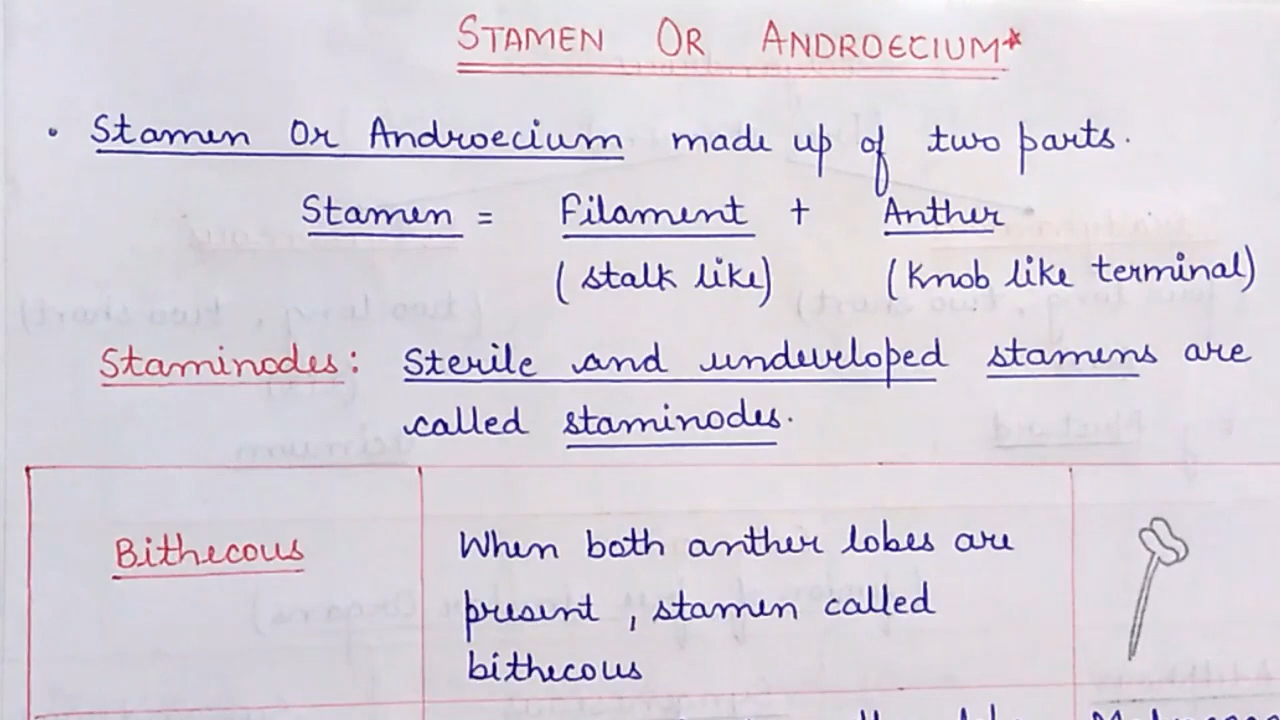 STAMEN OR ANDROECIUM*
• Stamen Or Androecium made up of two parts.
Stamen = Filament + Anther
(stalk like) (Knob like terminal)
Staminodes: Sterile and undeveloped stamens are
called staminodes.
Bithecous
When both anther lobes are
present, stamen called
bithecous